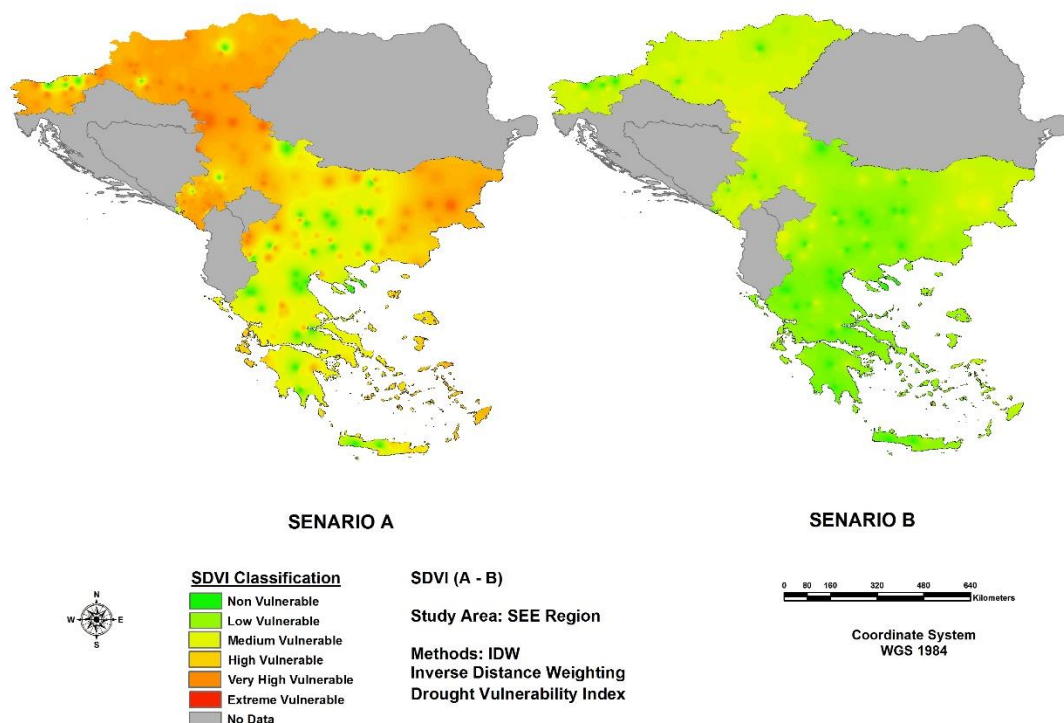 SENARIO A
SENARIO B
SDVI Classification
Non Vulnerable
Low Vulnerable
Medium Vulnerable
High Vulnerable
Very High Vulnerable
Extreme Vulnerable
No Data
SDVI (A - B)
Study Area: SEE Region
Methods: IDW
Inverse Distance Weighting
Drought Vulnerability Index
N
W E
S
0 80 160 320 480 640
Kilometers
Coordinate System
WGS 1984